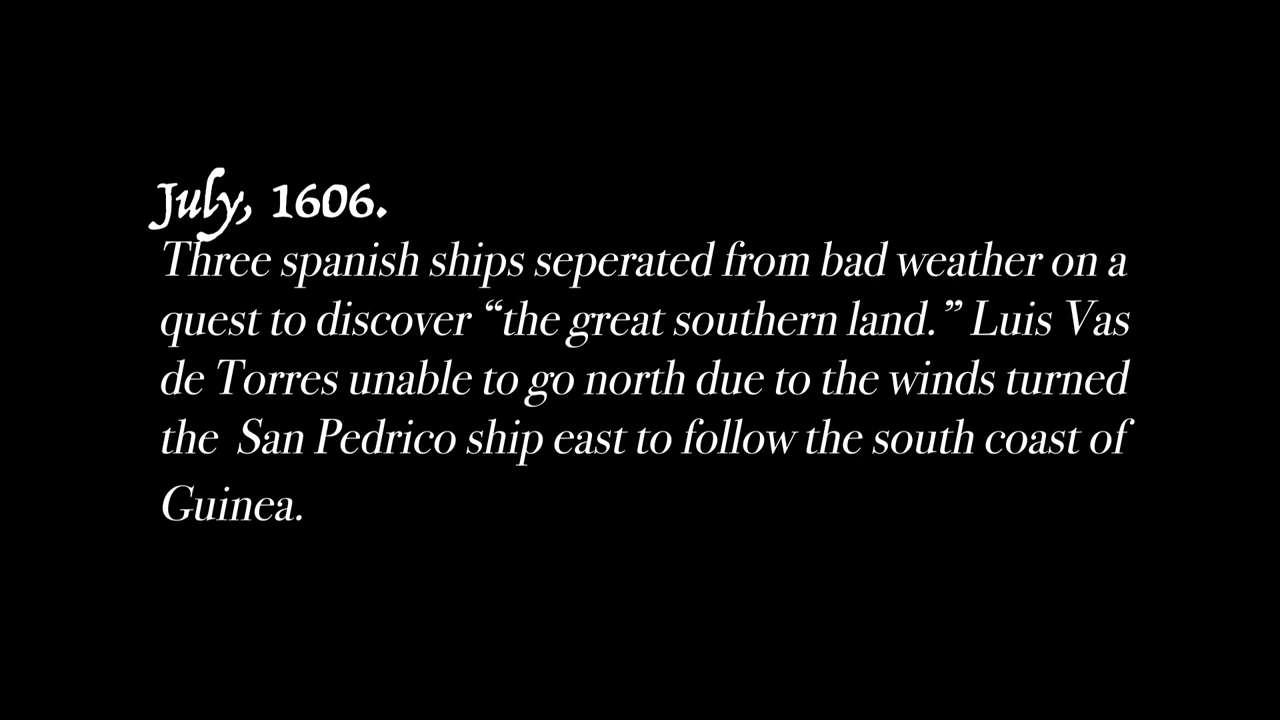 July, 1606.
Three spanish ships seperated from bad weather on a
quest to discover “the great southern land.” Luis Vas
de Torres unable to go north due to the winds turned
the San Pedrico ship east to follow the south coast of
Guinea.